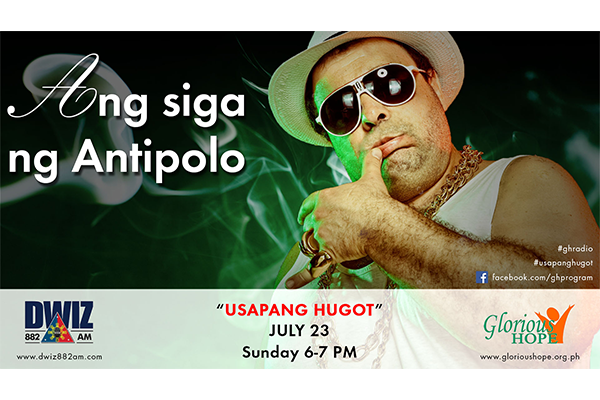 Ang siga
ng Antipolo
#ghradio
#usapanghugot
facebook.com/ghprogram
DWIZ
882 AM
www.dwiz882am.com
“USAPANG HUGOT”
JULY 23
Sunday 6-7 PM
Glorious
HOPE
www.glorioushope.org.ph